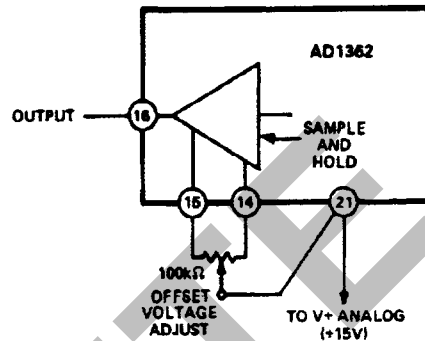 AD1362
OUTPUT
16
SAMPLE
AND
HOLD
15
14
21
100kΩ
OFFSET
VOLTAGE
ADJUST
TO V+ ANALOG
(+15V)